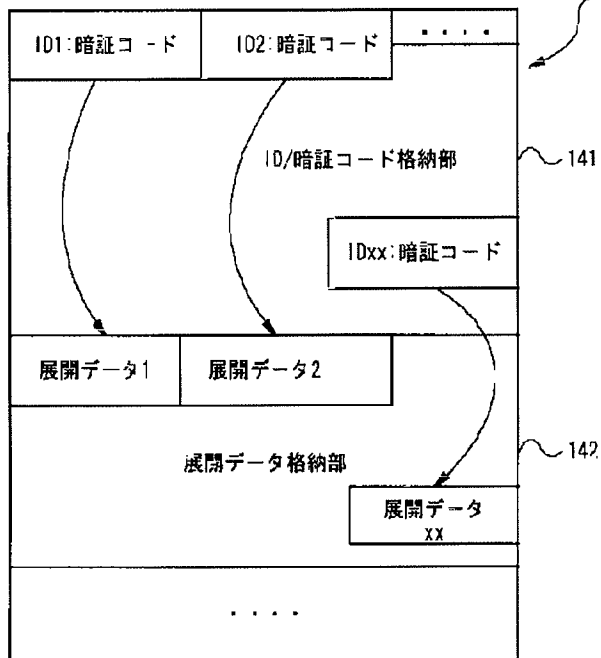 ID1:暗証コード
ID2:暗証コード
・・・・
ID/暗証コード格納部
141
IDxx:暗証コード
展開データ1
展開データ2
展開データ格納部
142
展開データ
xx
・・・・